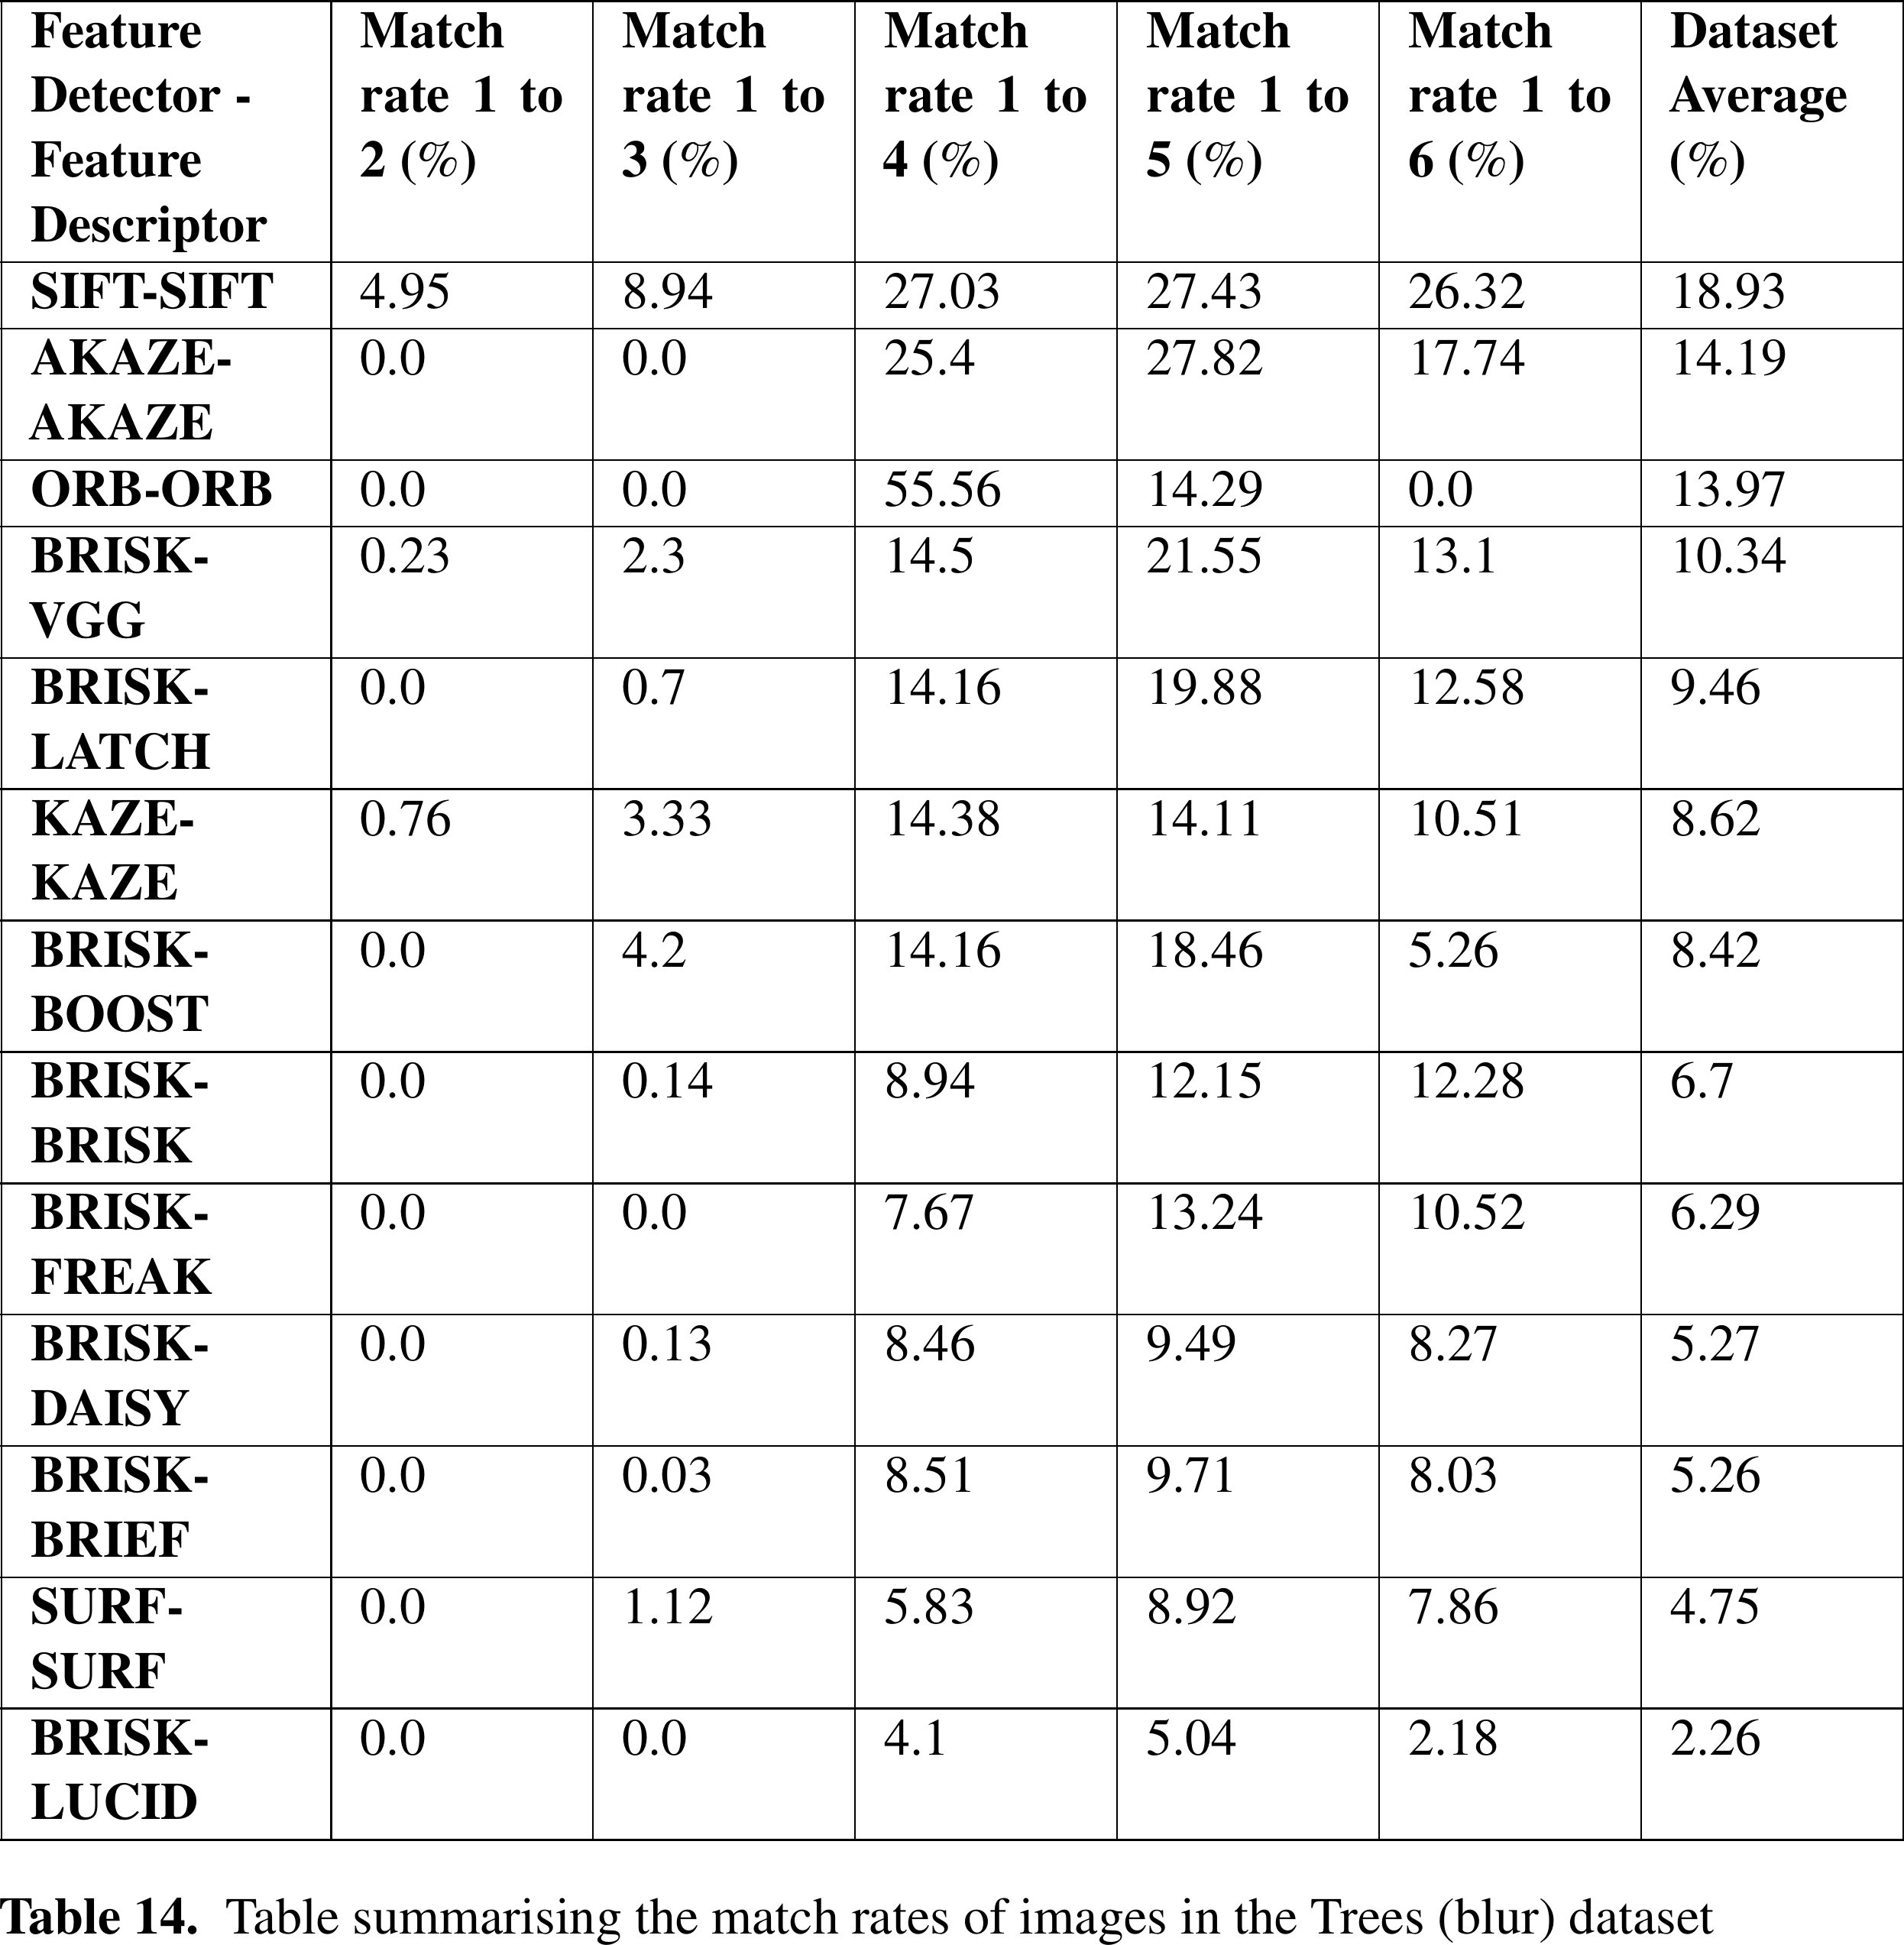 Feature Detector - Feature Descriptor | Match rate 1 to 2 (%) | Match rate 1 to 3 (%) | Match rate 1 to 4 (%) | Match rate 1 to 5 (%) | Match rate 1 to 6 (%) | Dataset Average (%)
SIFT-SIFT | 4.95 | 8.94 | 27.03 | 27.43 | 26.32 | 18.93
AKAZE-AKAZE | 0.0 | 0.0 | 25.4 | 27.82 | 17.74 | 14.19
ORB-ORB | 0.0 | 0.0 | 55.56 | 14.29 | 0.0 | 13.97
BRISK-VGG | 0.23 | 2.3 | 14.5 | 21.55 | 13.1 | 10.34
BRISK-LATCH | 0.0 | 0.7 | 14.16 | 19.88 | 12.58 | 9.46
KAZE-KAZE | 0.76 | 3.33 | 14.38 | 14.11 | 10.51 | 8.62
BRISK-BOOST | 0.0 | 4.2 | 14.16 | 18.46 | 5.26 | 8.42
BRISK-BRISK | 0.0 | 0.14 | 8.94 | 12.15 | 12.28 | 6.7
BRISK-FREAK | 0.0 | 0.0 | 7.67 | 13.24 | 10.52 | 6.29
BRISK-DAISY | 0.0 | 0.13 | 8.46 | 9.49 | 8.27 | 5.27
BRISK-BRIEF | 0.0 | 0.03 | 8.51 | 9.71 | 8.03 | 5.26
SURF-SURF | 0.0 | 1.12 | 5.83 | 8.92 | 7.86 | 4.75
BRISK-LUCID | 0.0 | 0.0 | 4.1 | 5.04 | 2.18 | 2.26
Table 14. Table summarising the match rates of images in the Trees (blur) dataset